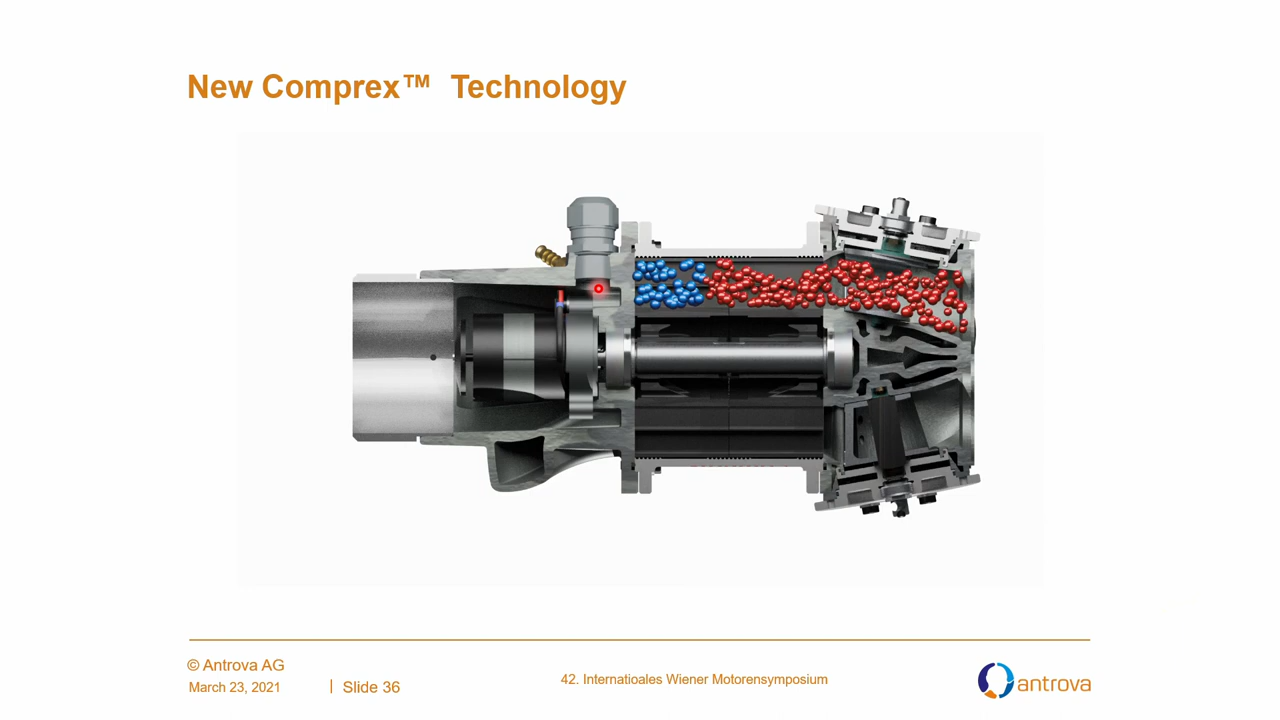 New Comprex™ Technology
© Antrova AG
March 23, 2021 | Slide 36
42. Internatioales Wiener Motorensymposium
antrova